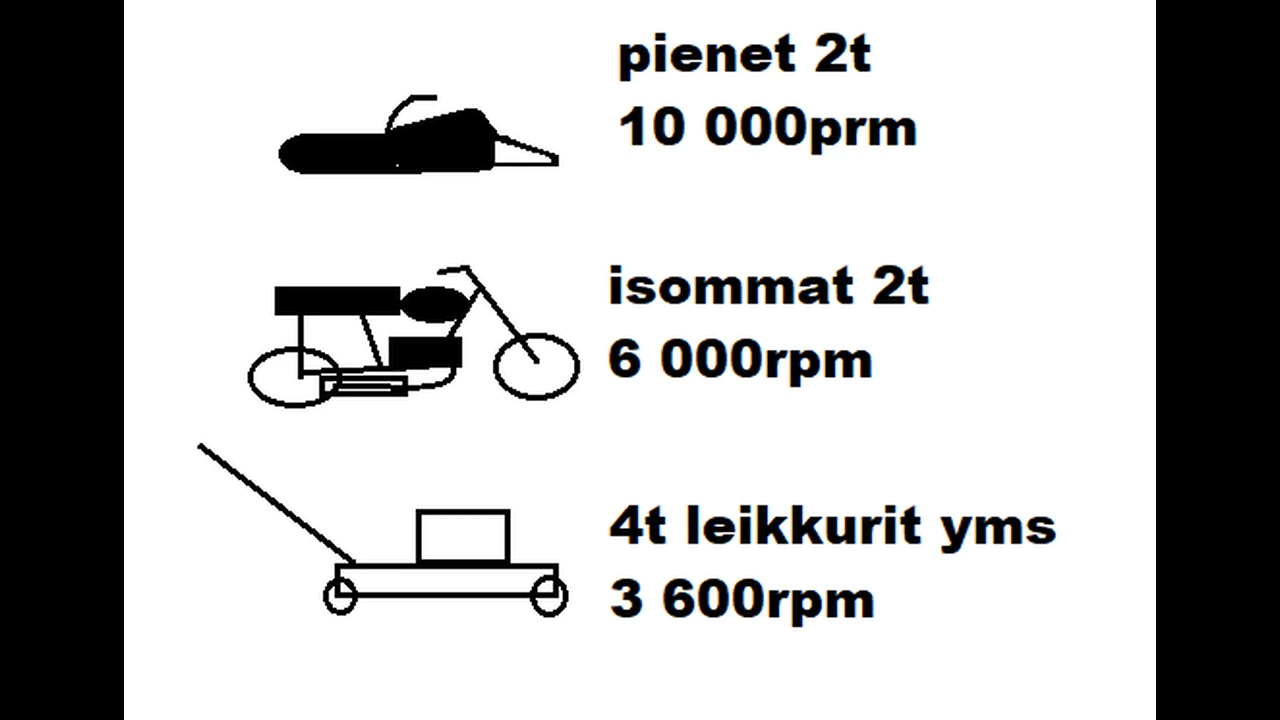 pienet 2t
10 000prm
isommat 2t
6 000rpm
4t leikkurit yms
3 600rpm